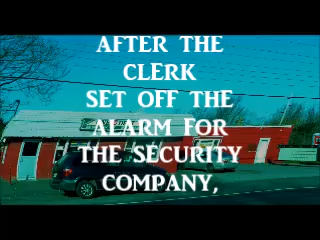 AFTER THE
CLERK
SET OFF THE
ALARM FOR
THE SECURITY
COMPANY,